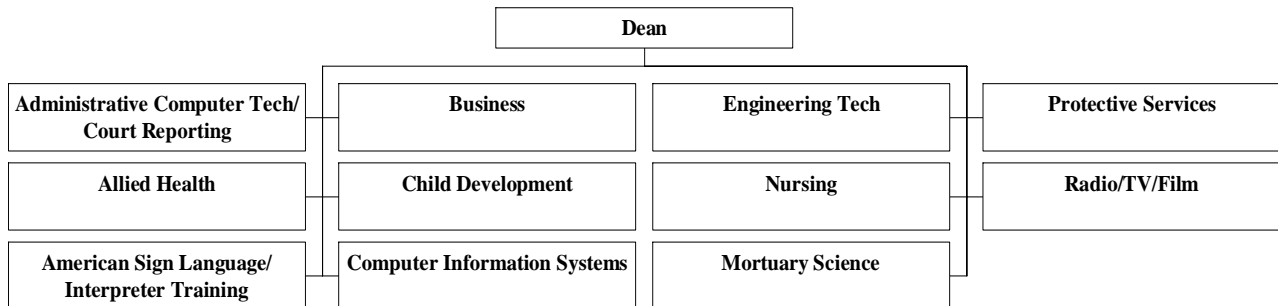 Dean
Administrative Computer Tech/
Court Reporting
Business
Engineering Tech
Protective Services
Allied Health
Child Development
Nursing
Radio/TV/Film
American Sign Language/
Interpreter Training
Computer Information Systems
Mortuary Science